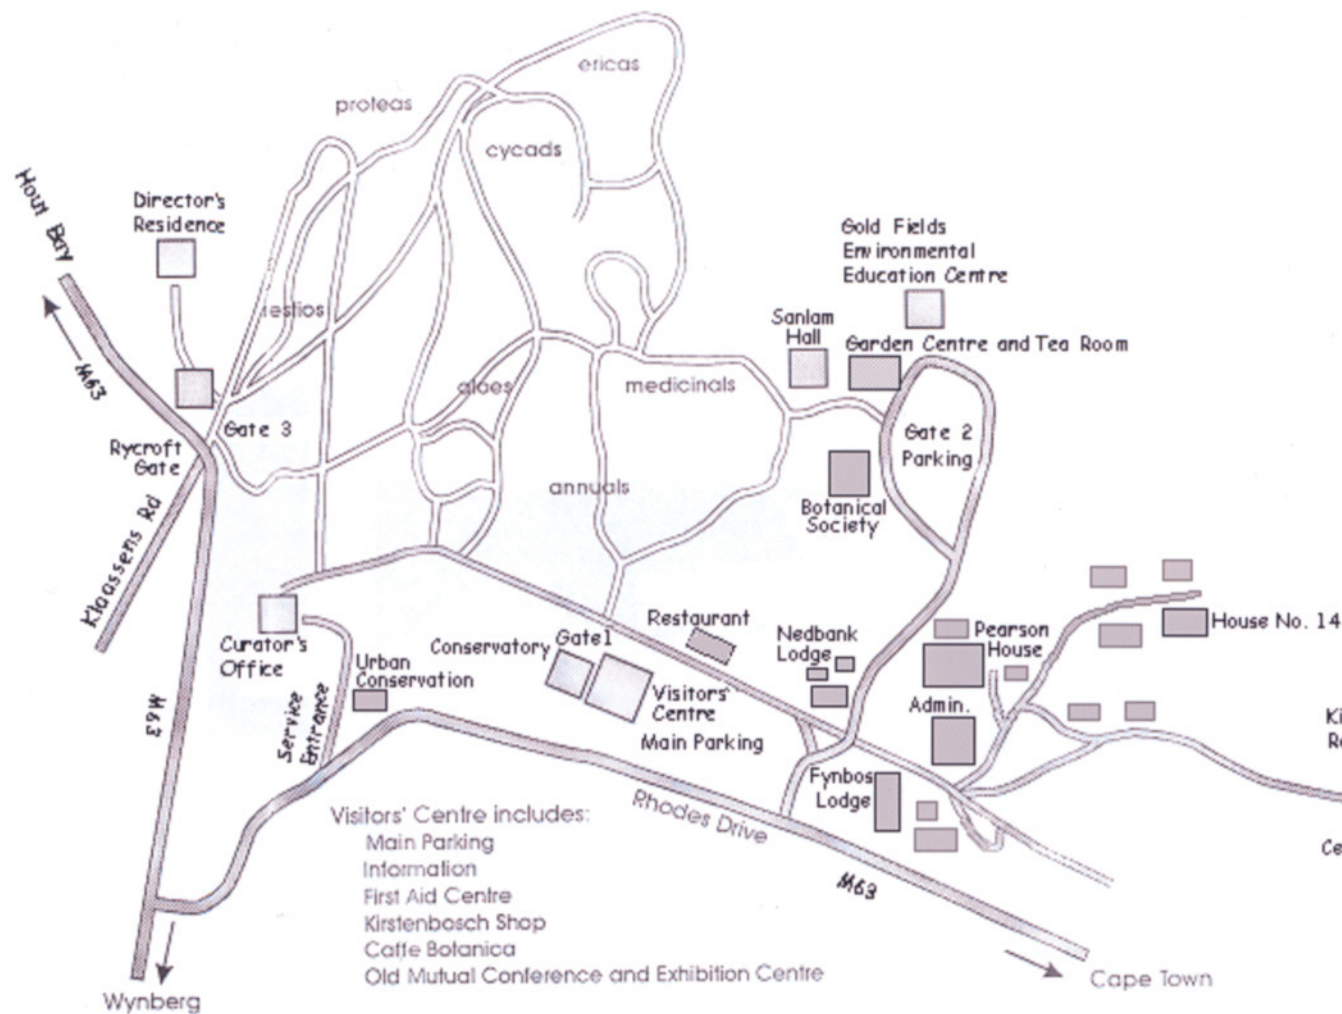 ericas
proteas
cycads
Hout Bay
Director's
Residence
Gold Fields
Environmental
Education Centre
restios
Sanlam
Hall
Garden Centre and Tea Room
M63
aloes
medicinals
Gate 3
Rycroft
Gate
Gate 2
Parking
annuals
Botanical
Society
Klaassens Rd
Restaurant
Gate1
Conservatory
Nedbank
Lodge
Pearson
House
House No. 14
Curator's
Office
Urban
Conservation
Visitors'
Centre
Main Parking
Admin.
M63
Service
Entrance
Fynbos
Lodge
Rhodes Drive
M63
Visitors' Centre includes:
Main Parking
Information
First Aid Centre
Kirstenbosch Shop
Caffe Botanica
Old Mutual Conference and Exhibition Centre
Cape Town
Wynberg